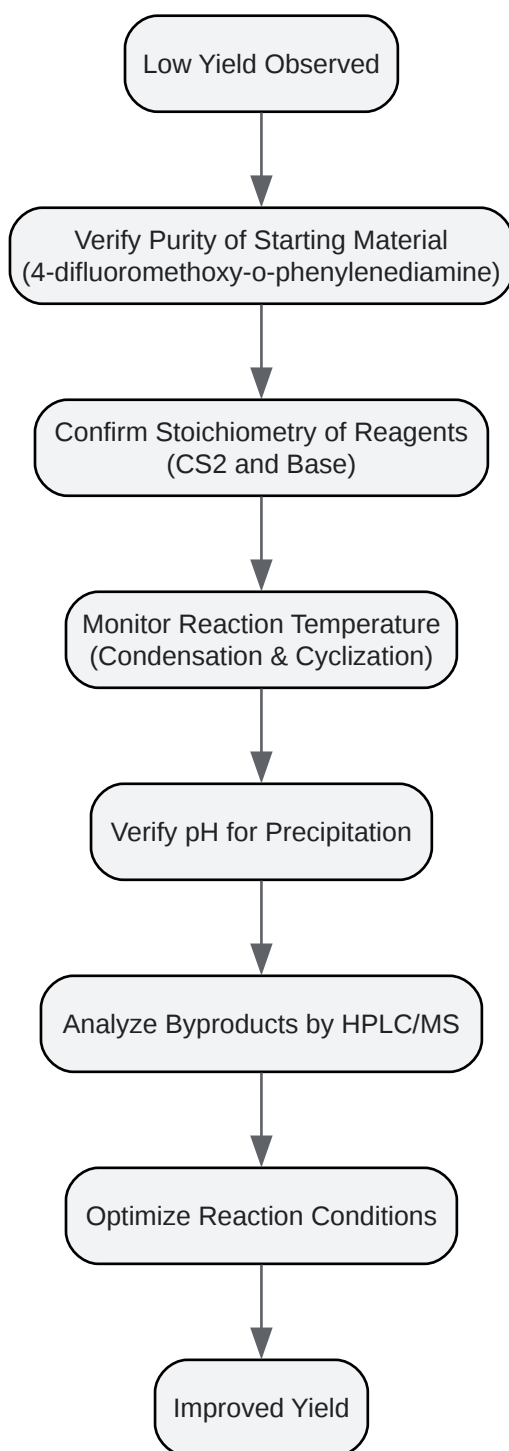 Low Yield Observed
Verify Purity of Starting Material
(4-difluoromethoxy-o-phenylenediamine)
Confirm Stoichiometry of Reagents
(CS2 and Base)
Monitor Reaction Temperature
(Condensation & Cyclization)
Verify pH for Precipitation
Analyze Byproducts by HPLC/MS
Optimize Reaction Conditions
Improved Yield